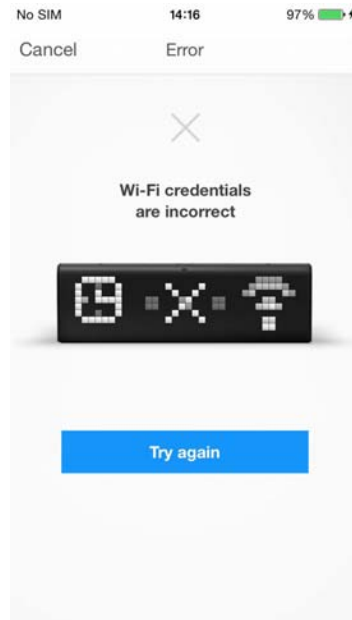 No SIM 14:16 97%
Cancel Error
Wi-Fi credentials
are incorrect
Try again